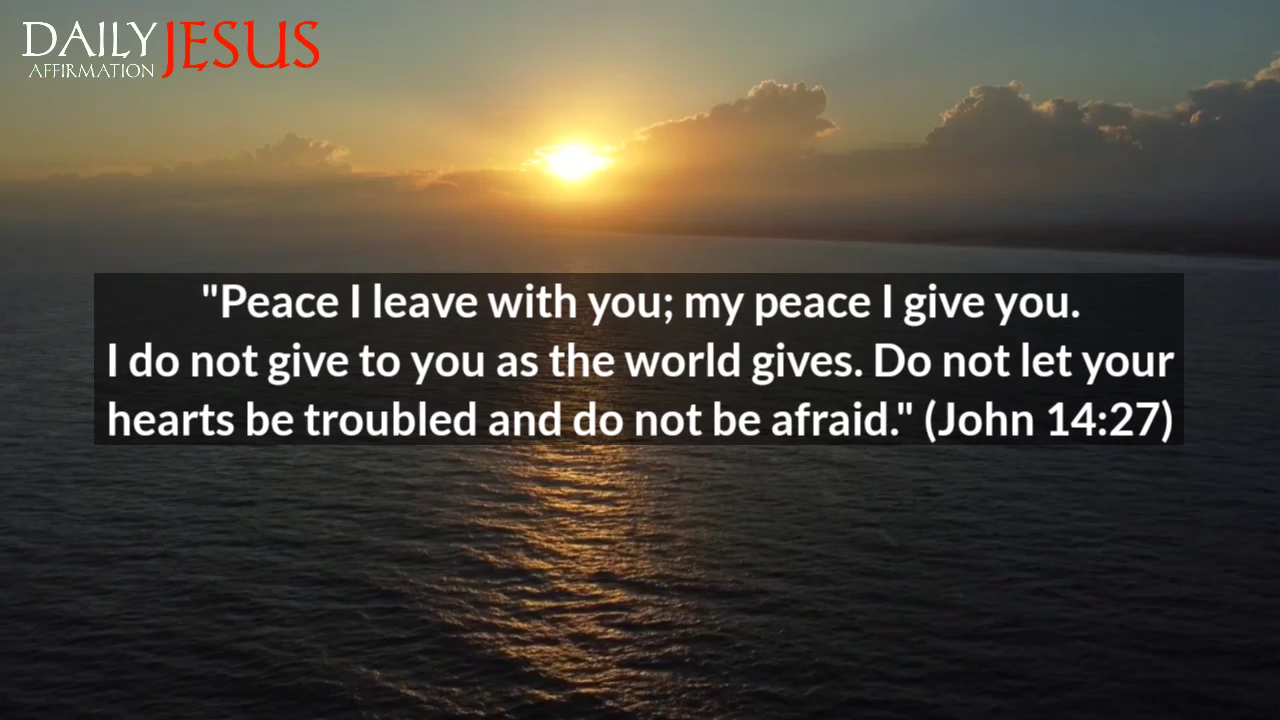 DAILY JESUS
AFFIRMATION
"Peace I leave with you; my peace I give you.
I do not give to you as the world gives. Do not let your
hearts be troubled and do not be afraid." (John 14:27)